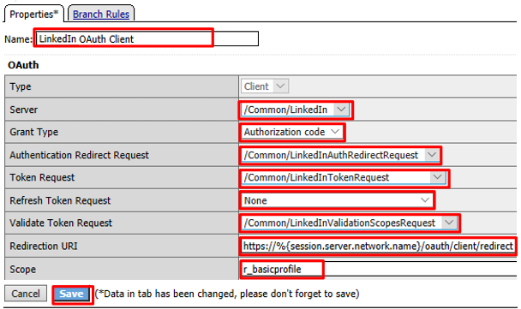 Properties* Branch Rules
Name: LinkedIn OAuth Client
OAuth
Type Client
Server /Common/LinkedIn
Grant Type Authorization code
Authentication Redirect Request /Common/LinkedInAuthRedirectRequest
Token Request /Common/LinkedInTokenRequest
Refresh Token Request None
Validate Token Request /Common/LinkedInValidationScopesRequest
Redirection URI https://%{session.server.network.name}/oauth/client/redirect
Scope r_basicprofile
Cancel Save (*Data in tab has been changed, please don't forget to save)